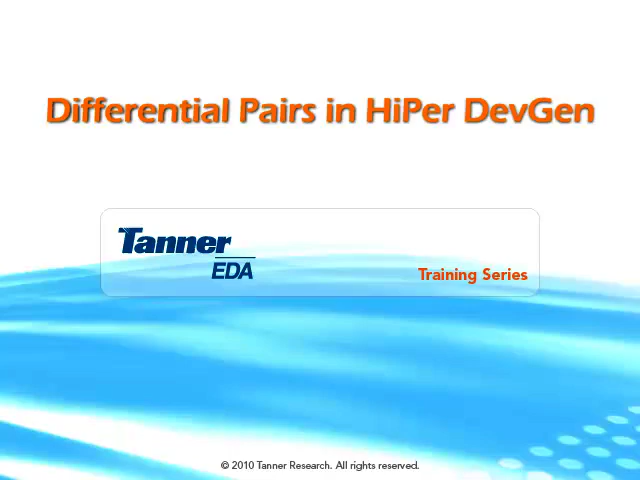 Differential Pairs in HiPer DevGen
Tanner
EDA
Training Series
© 2010 Tanner Research. All rights reserved.